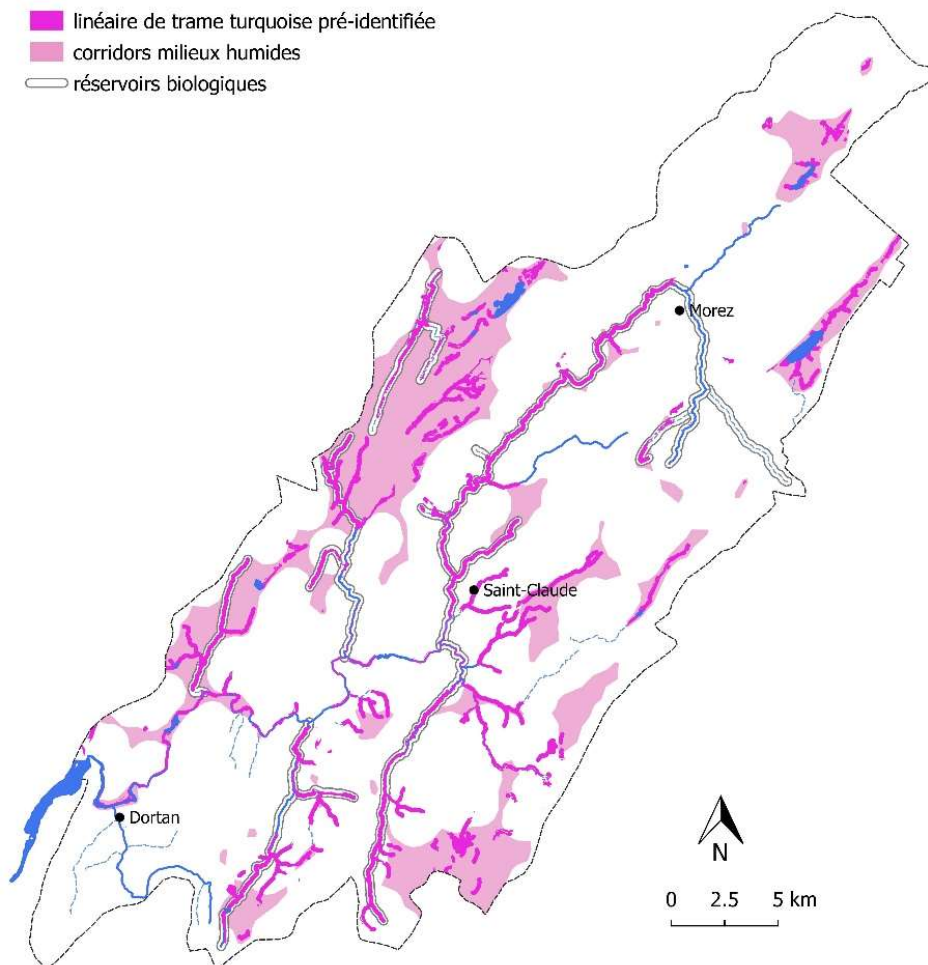 linéaire de trame turquoise pré-identifiée
corridors milieux humides
réservoirs biologiques
Morez
Saint-Claude
Dortan
N
0 2.5 5 km